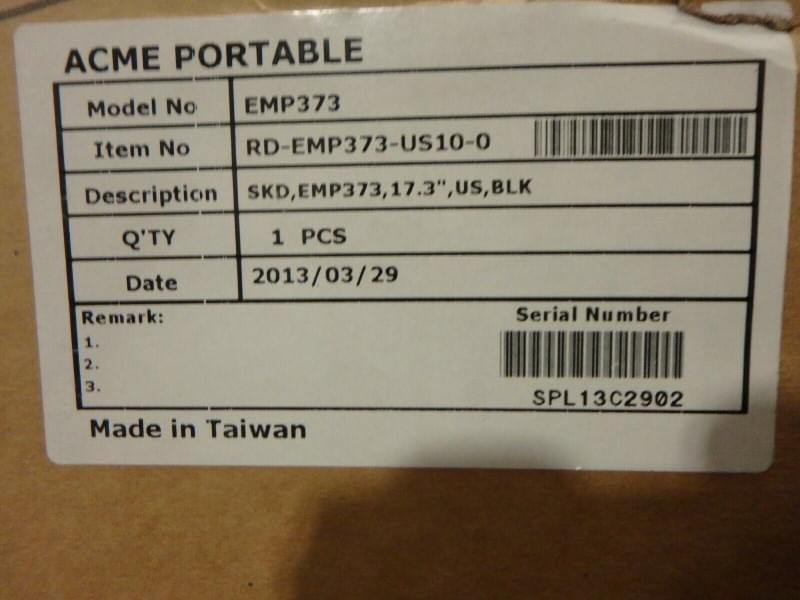 ACME PORTABLE
Model No EMP373
Item No RD-EMP373-US10-0
Description SKD,EMP373,17.3",US,BLK
Q'TY 1 PCS
Date 2013/03/29
Remark:
1.
2.
3.
Serial Number
SPL13C2902
Made in Taiwan